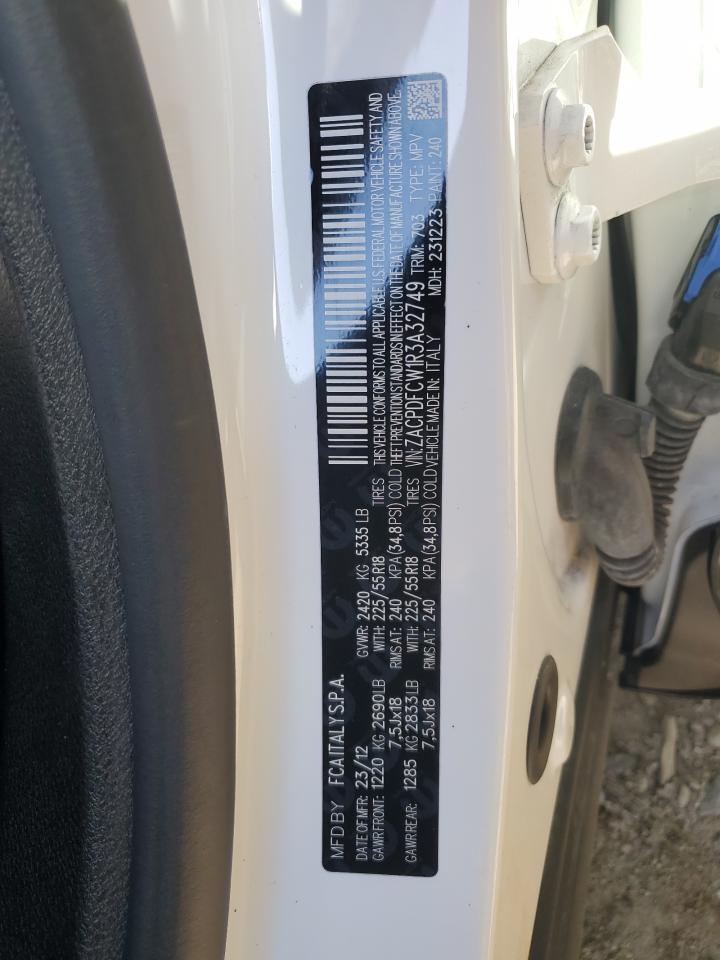 MFD BY FCA ITALY S.P.A.
DATE OF MFR: 23/12 GVWR: 2420 KG 5335 LB
GAWR FRONT: 1220 KG 2690 LB WITH: 225/55R18 TIRES
7,5Jx18 RIMS AT: 240 KPA (34,8PSI) COLD
GAWR REAR: 1285 KG 2833 LB WITH: 225/55R18 TIRES
7,5Jx18 RIMS AT: 240 KPA (34,8PSI) COLD
THIS VEHICLE CONFORMS TO ALL APPLICABLE U.S. FEDERAL MOTOR VEHICLE SAFETY AND
THEFT PREVENTION STANDARDS IN EFFECT ON THE DATE OF MANUFACTURE SHOWN ABOVE.
VIN: ZACPDFCW1R3A32749 TRIM: 703 TYPE: MPV
VEHICLE MADE IN: ITALY MDH: 231223 PAINT: 240